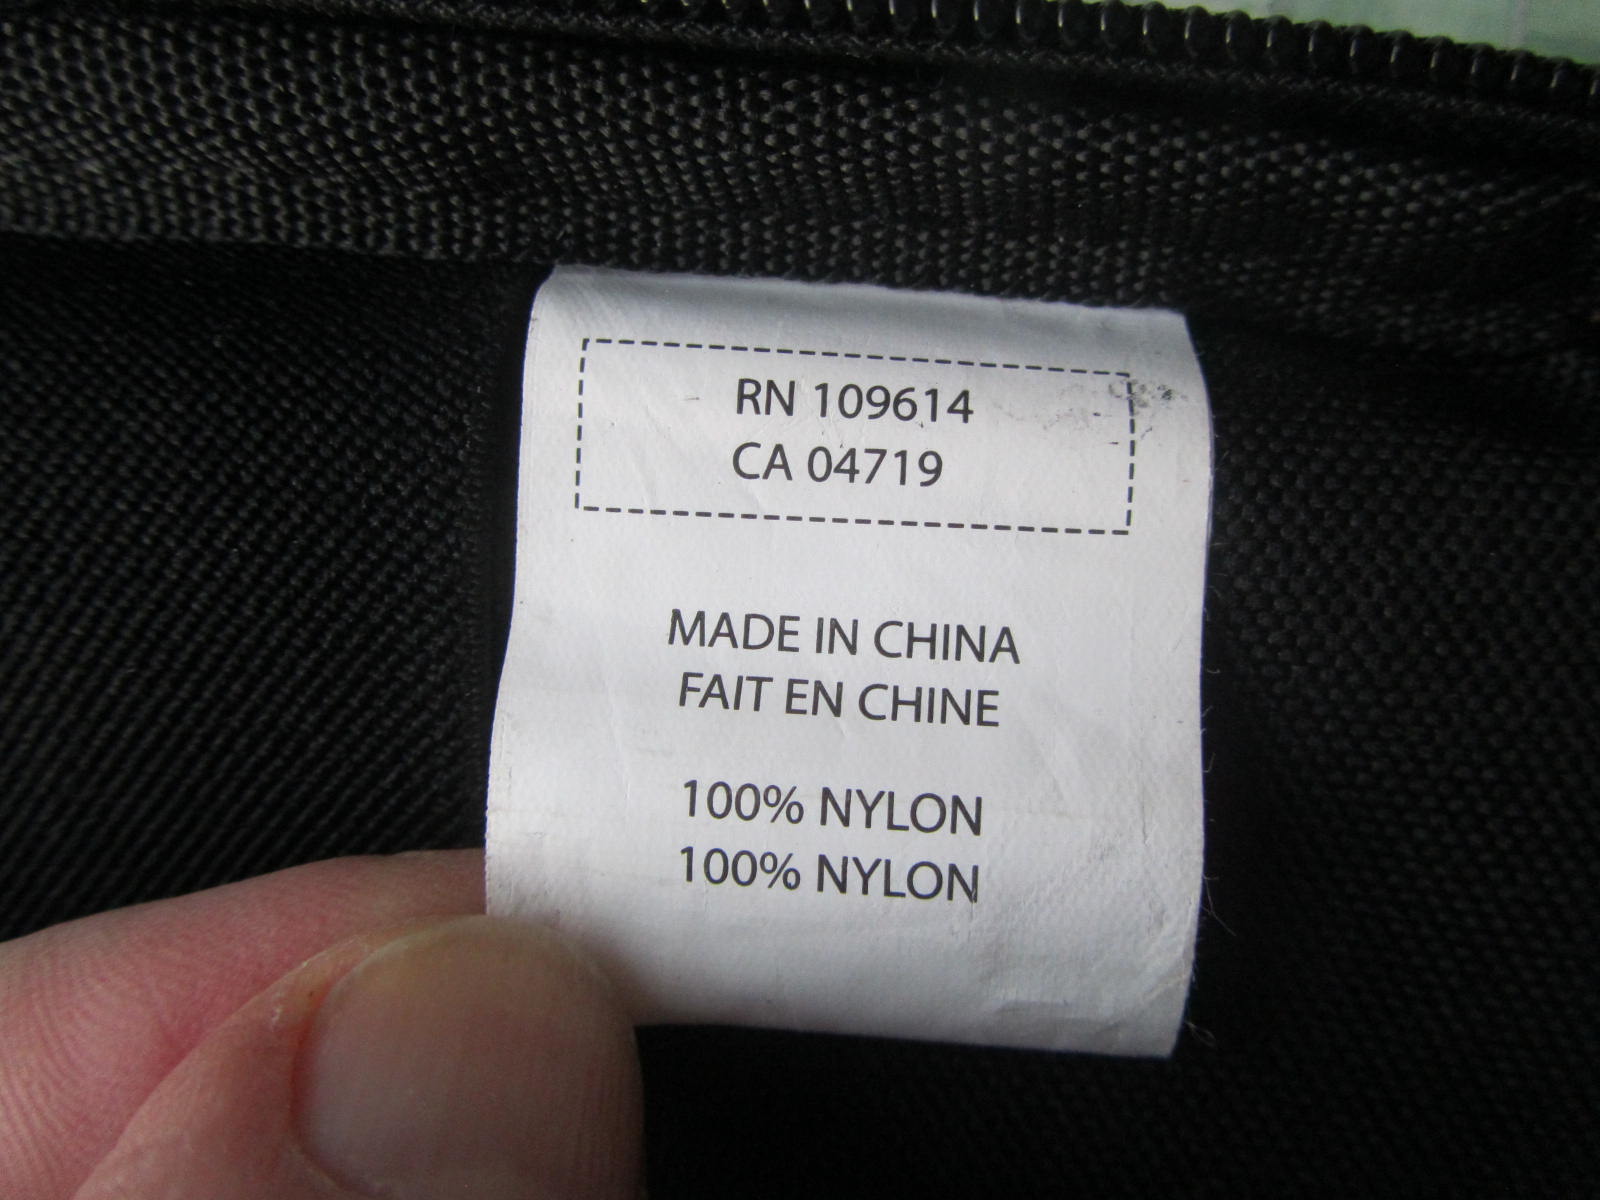 RN 109614
CA 04719
MADE IN CHINA
FAIT EN CHINE
100% NYLON
100% NYLON